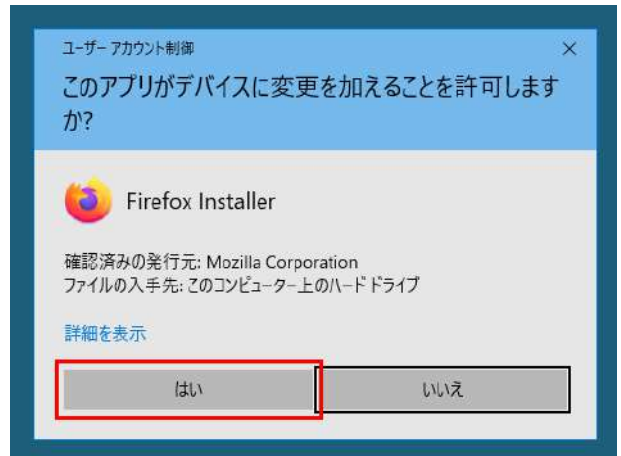 ユーザー アカウント制御
このアプリがデバイスに変更を加えることを許可します
か?
Firefox Installer
確認済みの発行元: Mozilla Corporation
ファイルの入手先: このコンピューター上のハード ドライブ
詳細を表示
はい
いいえ